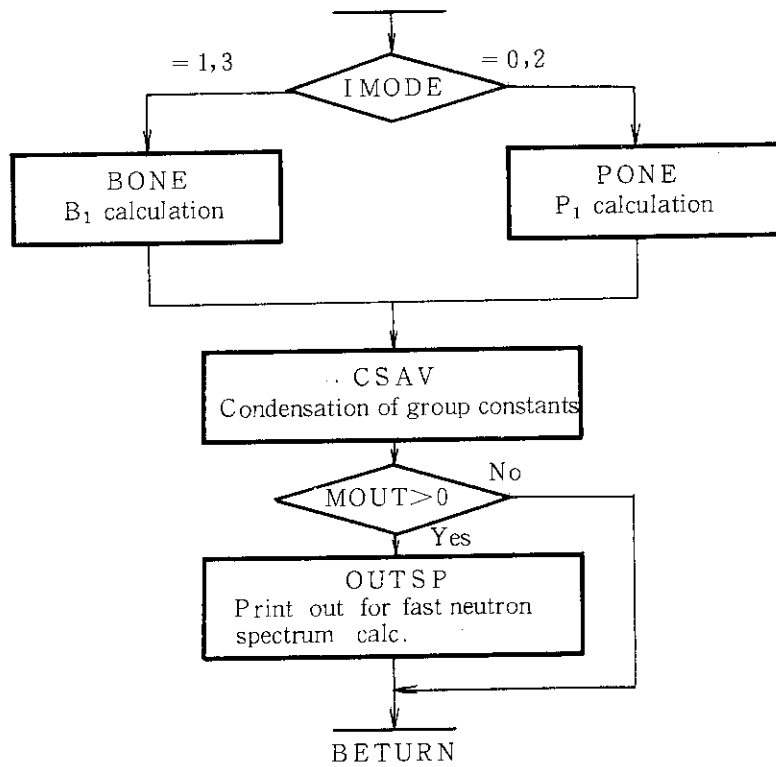 = 1,3
= 0,2
IMODE
BONE
B₁ calculation
PONE
P₁ calculation
CSAV
Condensation of group constants
MOUT>0
No
Yes
OUTSP
Print out for fast neutron
spectrum calc.
BETURN